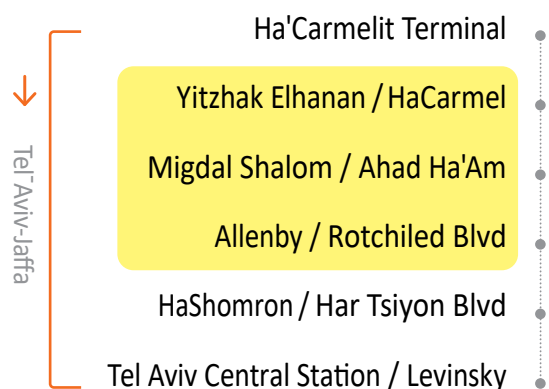 Ha'Carmelit Terminal
Yitzhak Elhanan / HaCarmel
Migdal Shalom / Ahad Ha'Am
Allenby / Rotchiled Blvd
HaShomron / Har Tsiyon Blvd
Tel Aviv Central Station / Levinsky
Tel Aviv-Jaffa